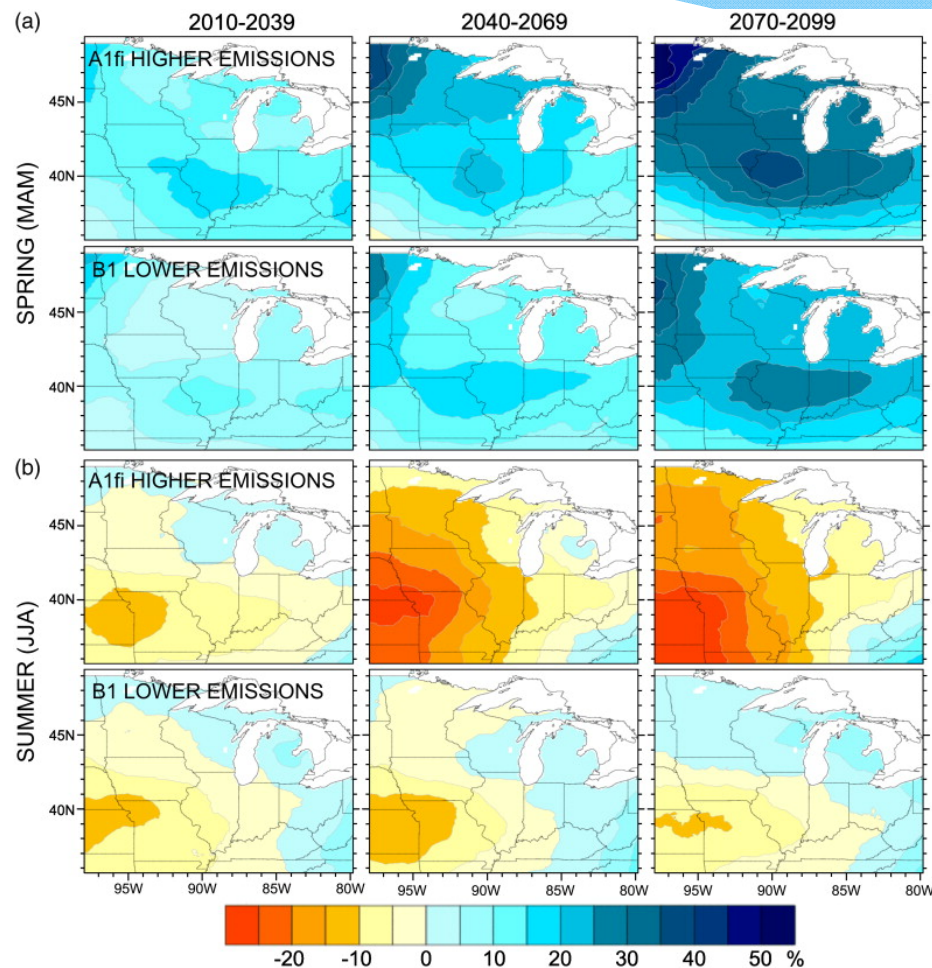 (a)
2010-2039 2040-2069 2070-2099
SPRING (MAM)
A1fi HIGHER EMISSIONS
45N
40N
B1 LOWER EMISSIONS
45N
40N
(b)
SUMMER (JJA)
A1fi HIGHER EMISSIONS
45N
40N
B1 LOWER EMISSIONS
45N
40N
95W 90W 85W 80W 95W 90W 85W 80W 95W 90W 85W 80W
-20 -10 0 10 20 30 40 50 %